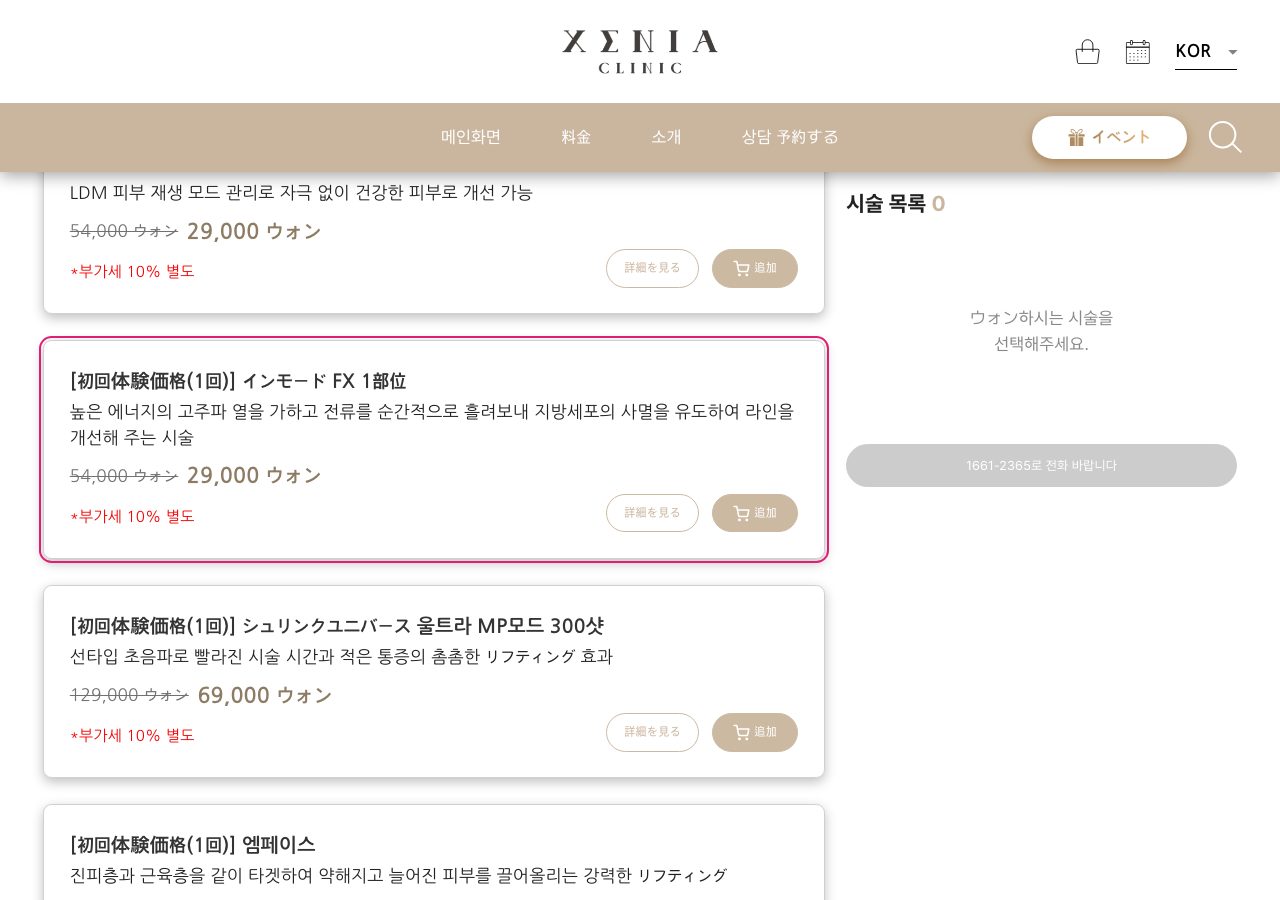 XENIA
CLINIC
KOR
메인화면
料金
소개
상담 予約する
イベント
LDM 피부 재생 모드 관리로 자극 없이 건강한 피부로 개선 가능
54,000 ウォン 29,000 ウォン
*부가세 10% 별도
詳細を見る
追加
시술 목록 0
ウォン하시는 시술을
선택해주세요.
1661-2365로 전화 바랍니다
[初回体験価格(1回)] インモード FX 1部位
높은 에너지의 고주파 열을 가하고 전류를 순간적으로 흘려보내 지방세포의 사멸을 유도하여 라인을
개선해 주는 시술
54,000 ウォン 29,000 ウォン
*부가세 10% 별도
詳細を見る
追加
[初回体験価格(1回)] シュリンクユニバース 울트라 MP모드 300샷
선타입 초음파로 빨라진 시술 시간과 적은 통증의 촘촘한 リフティング 효과
129,000 ウォン 69,000 ウォン
*부가세 10% 별도
詳細を見る
追加
[初回体験価格(1回)] 엠페이스
진피층과 근육층을 같이 타겟하여 약해지고 늘어진 피부를 끌어올리는 강력한 リフティング